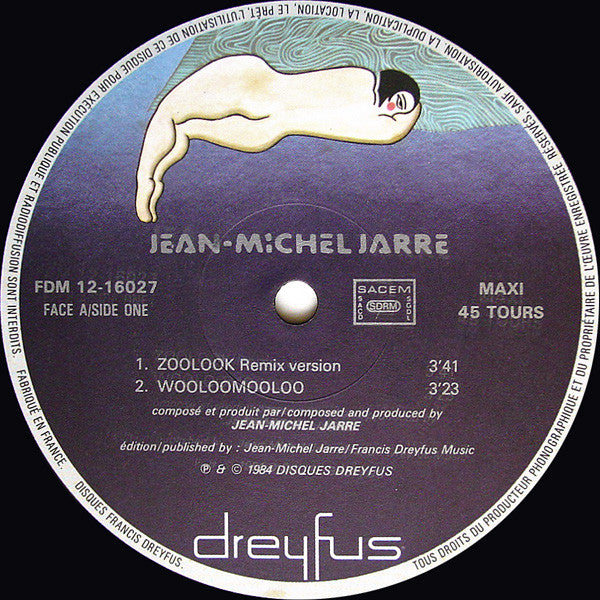 TOUS DROITS DU PRODUCTEUR PHONOGRAPHIQUE ET DU PROPRIÉTAIRE DE L'ŒUVRE ENREGISTRÉE RÉSERVÉS. SAUF AUTORISATION, LA DUPLICATION, LA LOCATION, LE PRÊT, L'UTILISATION DE CE DISQUE POUR EXÉCUTION PUBLIQUE ET RADIODIFFUSION SONT INTERDITS. FABRIQUÉ EN FRANCE. DISQUES FRANCIS DREYFUS.
JEAN-MICHEL JARRE
FDM 12-16027
FACE A/SIDE ONE
SACEM
SACD
SDRM
SGDL
MAXI
45 TOURS
1. ZOOLOOK Remix version 3'41
2. WOOLOOMOOLOO 3'23
composé et produit par/composed and produced by
JEAN-MICHEL JARRE
édition/published by : Jean-Michel Jarre/Francis Dreyfus Music
℗ & © 1984 DISQUES DREYFUS
dreyfus